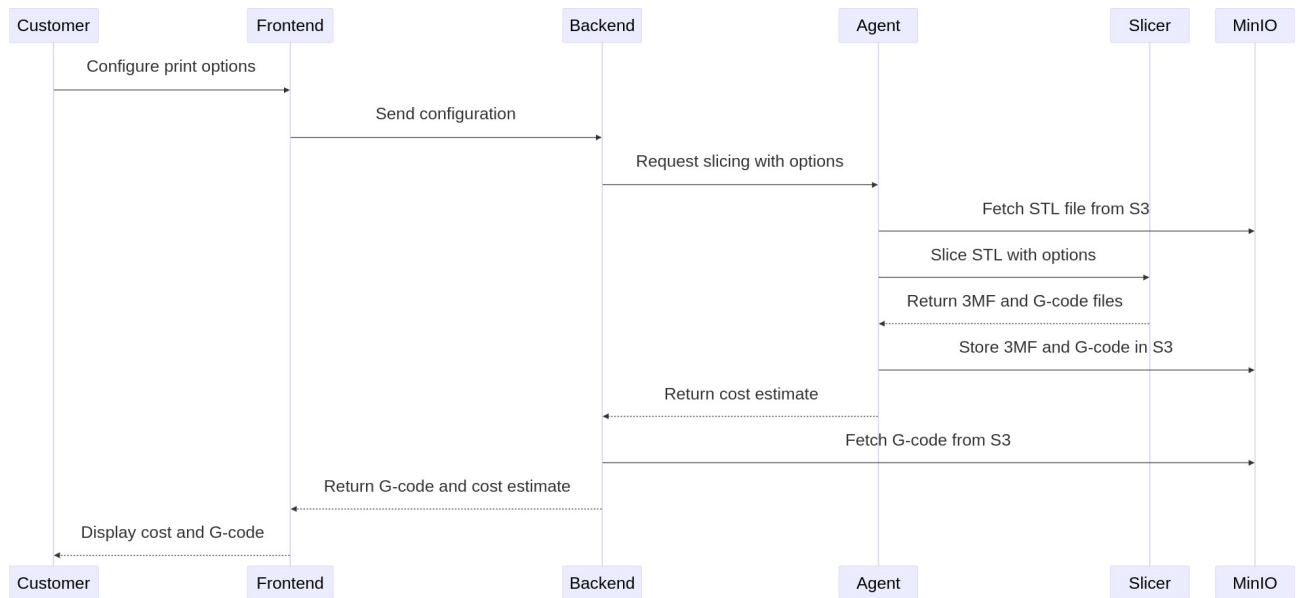 Customer Frontend Backend Agent Slicer MinIO
Configure print options
Send configuration
Request slicing with options
Fetch STL file from S3
Slice STL with options
Return 3MF and G-code files
Store 3MF and G-code in S3
Return cost estimate
Fetch G-code from S3
Return G-code and cost estimate
Display cost and G-code
Customer Frontend Backend Agent Slicer MinIO